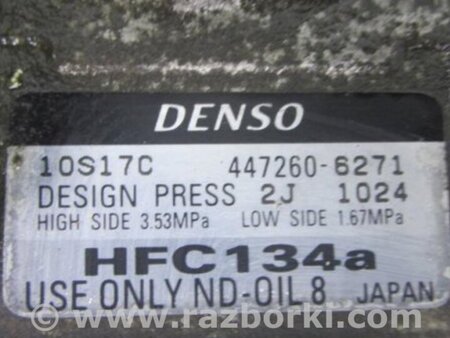 DENSO
10S17C 447260-6271
DESIGN PRESS 2J 1024
HIGH SIDE 3.53MPa LOW SIDE 1.67MPa
HFC134a
USE ONLY ND-OIL 8 JAPAN
www.razborki.com